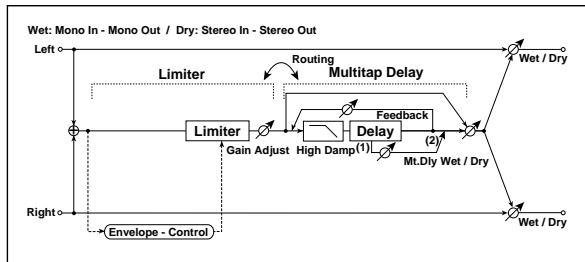 Wet: Mono In - Mono Out / Dry: Stereo In - Stereo Out
Left
Wet / Dry
Routing
Limiter
Multitap Delay
Feedback
Limiter
Delay
Gain Adjust
High Damp
(1)
(2)
Mt.Dly Wet / Dry
Right
Wet / Dry
Envelope - Control